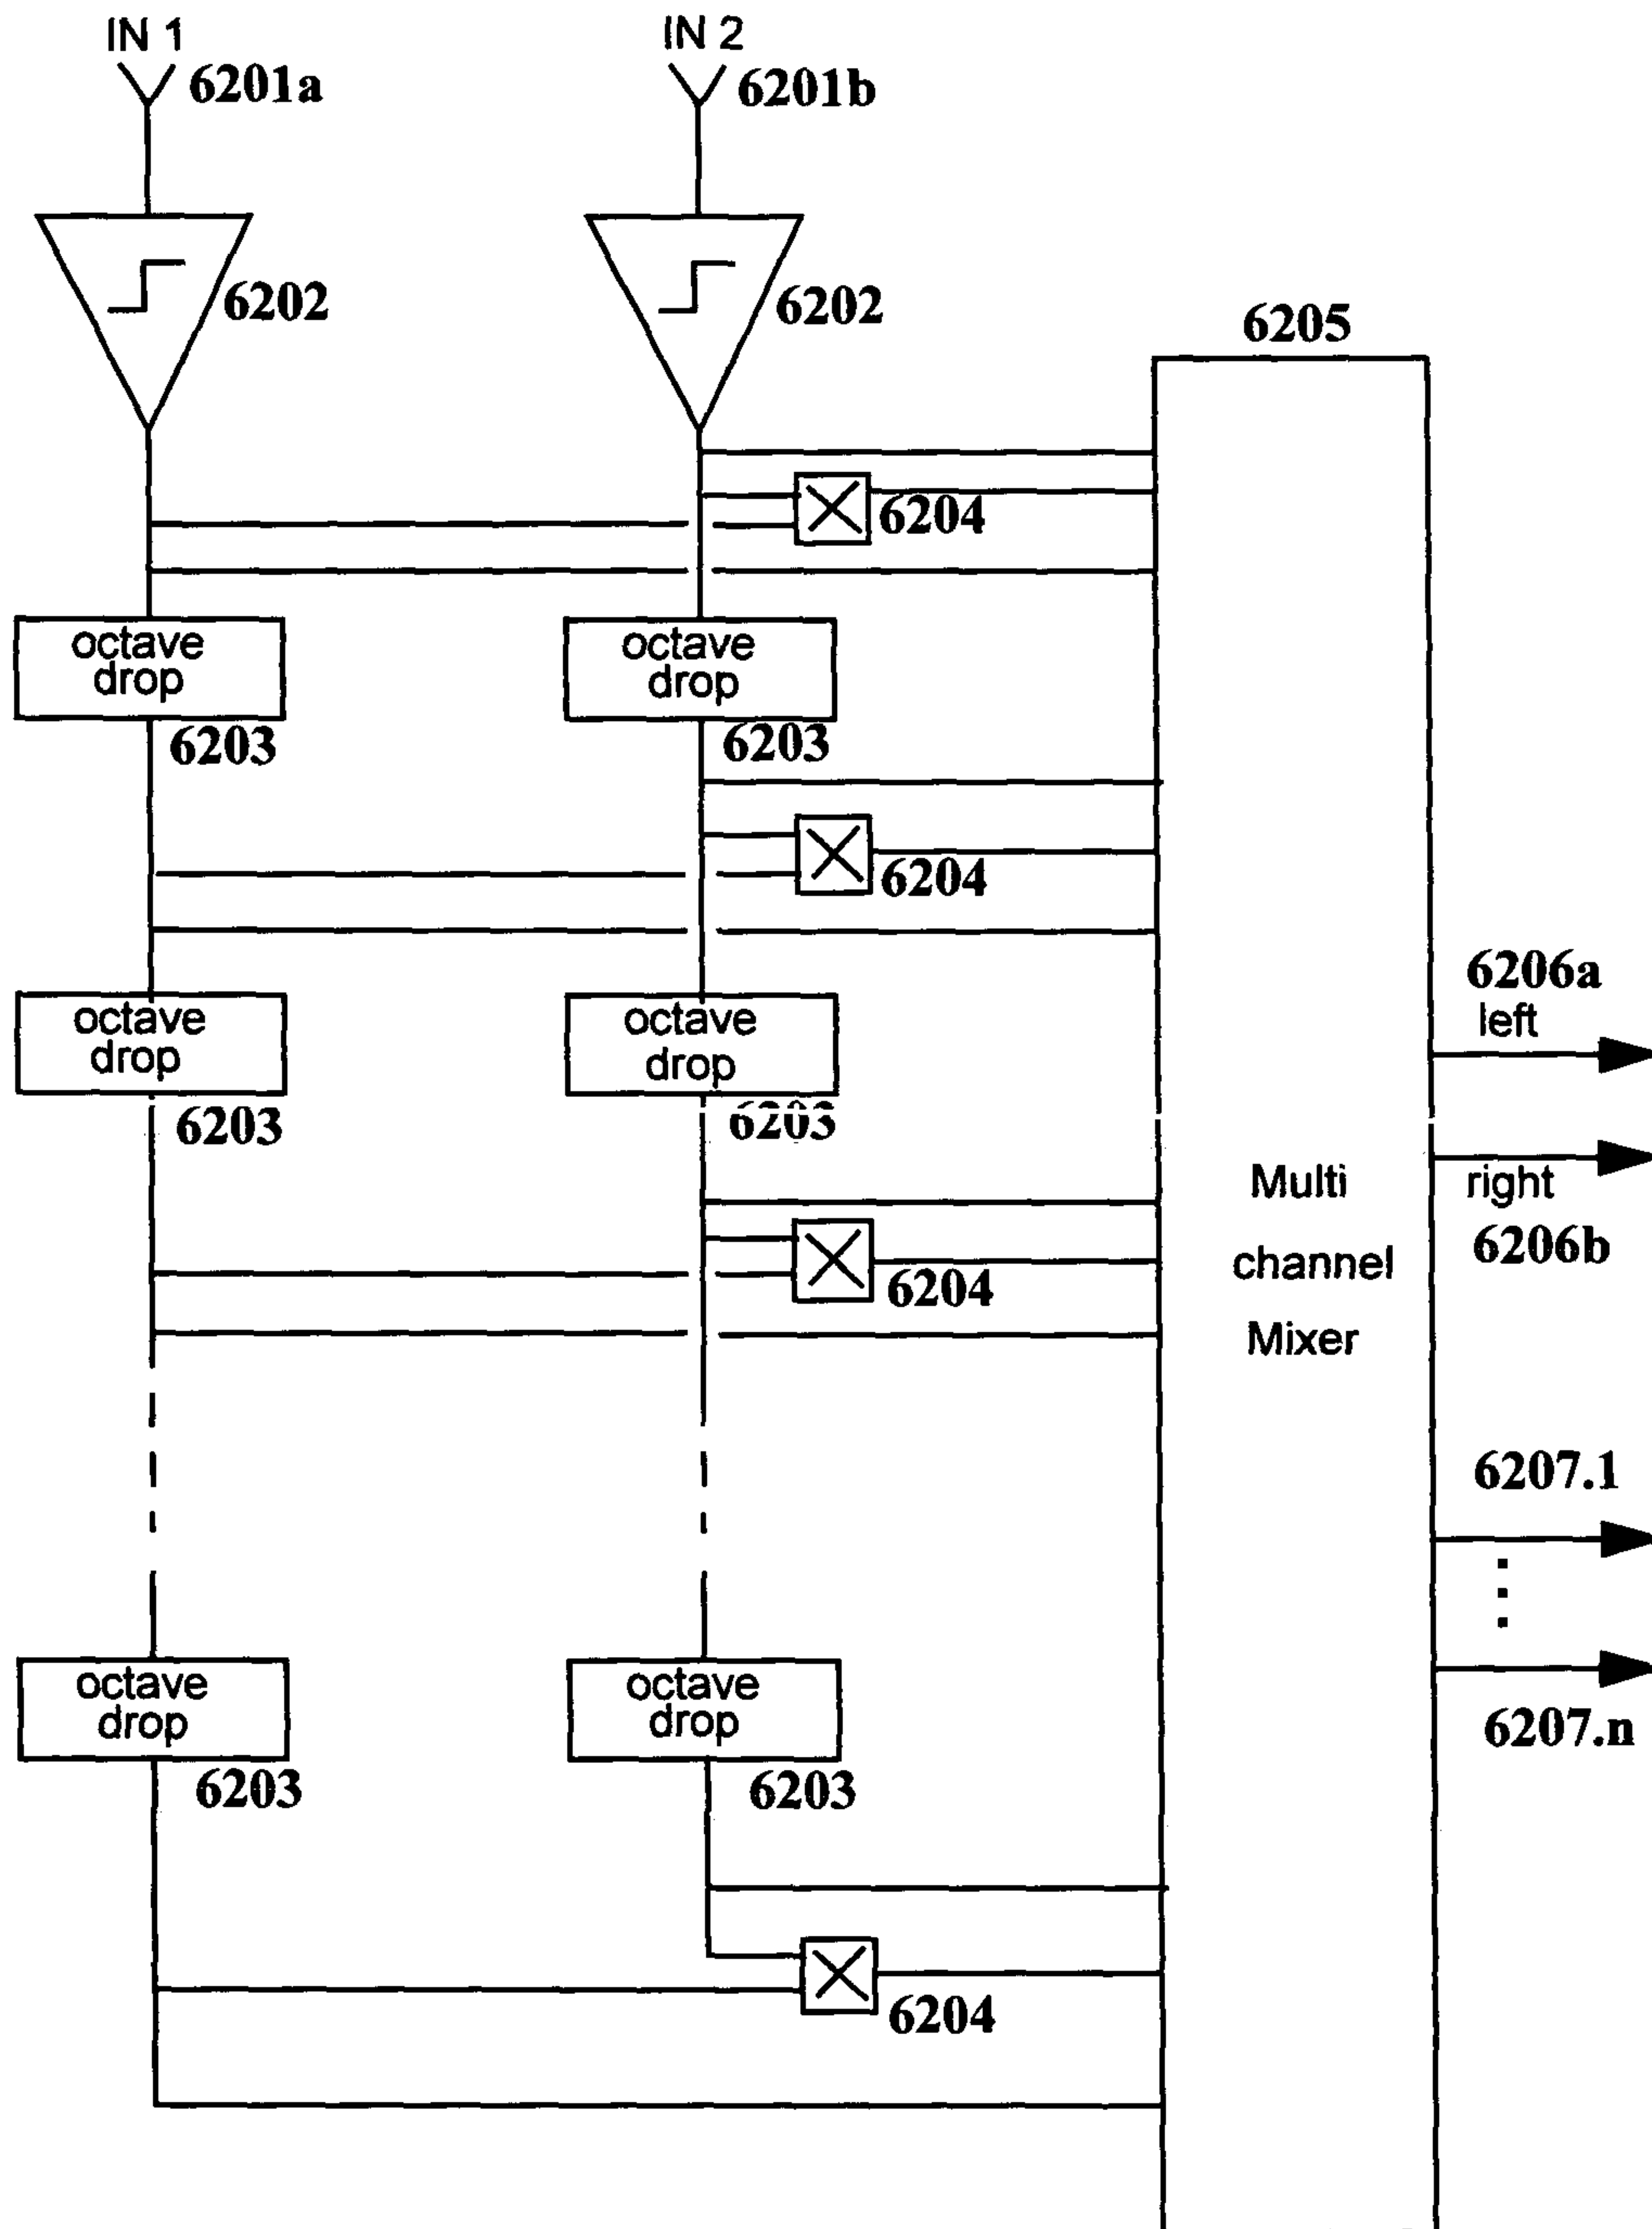 IN 1
6201a
IN 2
6201b
6202
6202
6205
6204
octave
drop
6203
octave
drop
6203
6204
octave
drop
6203
octave
drop
6203
6204
Multi
channel
Mixer
6206a
left
right
6206b
6207.1
6207.n
octave
drop
6203
octave
drop
6203
6204